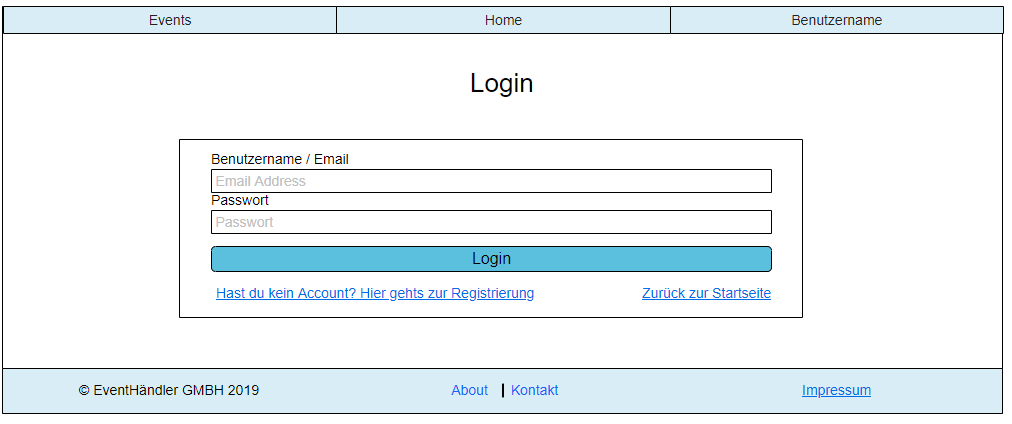 Events Home Benutzername
Login
Benutzername / Email
Email Address
Passwort
Passwort
Login
Hast du kein Account? Hier gehts zur Registrierung Zurück zur Startseite
© EventHändler GMBH 2019 About | Kontakt Impressum